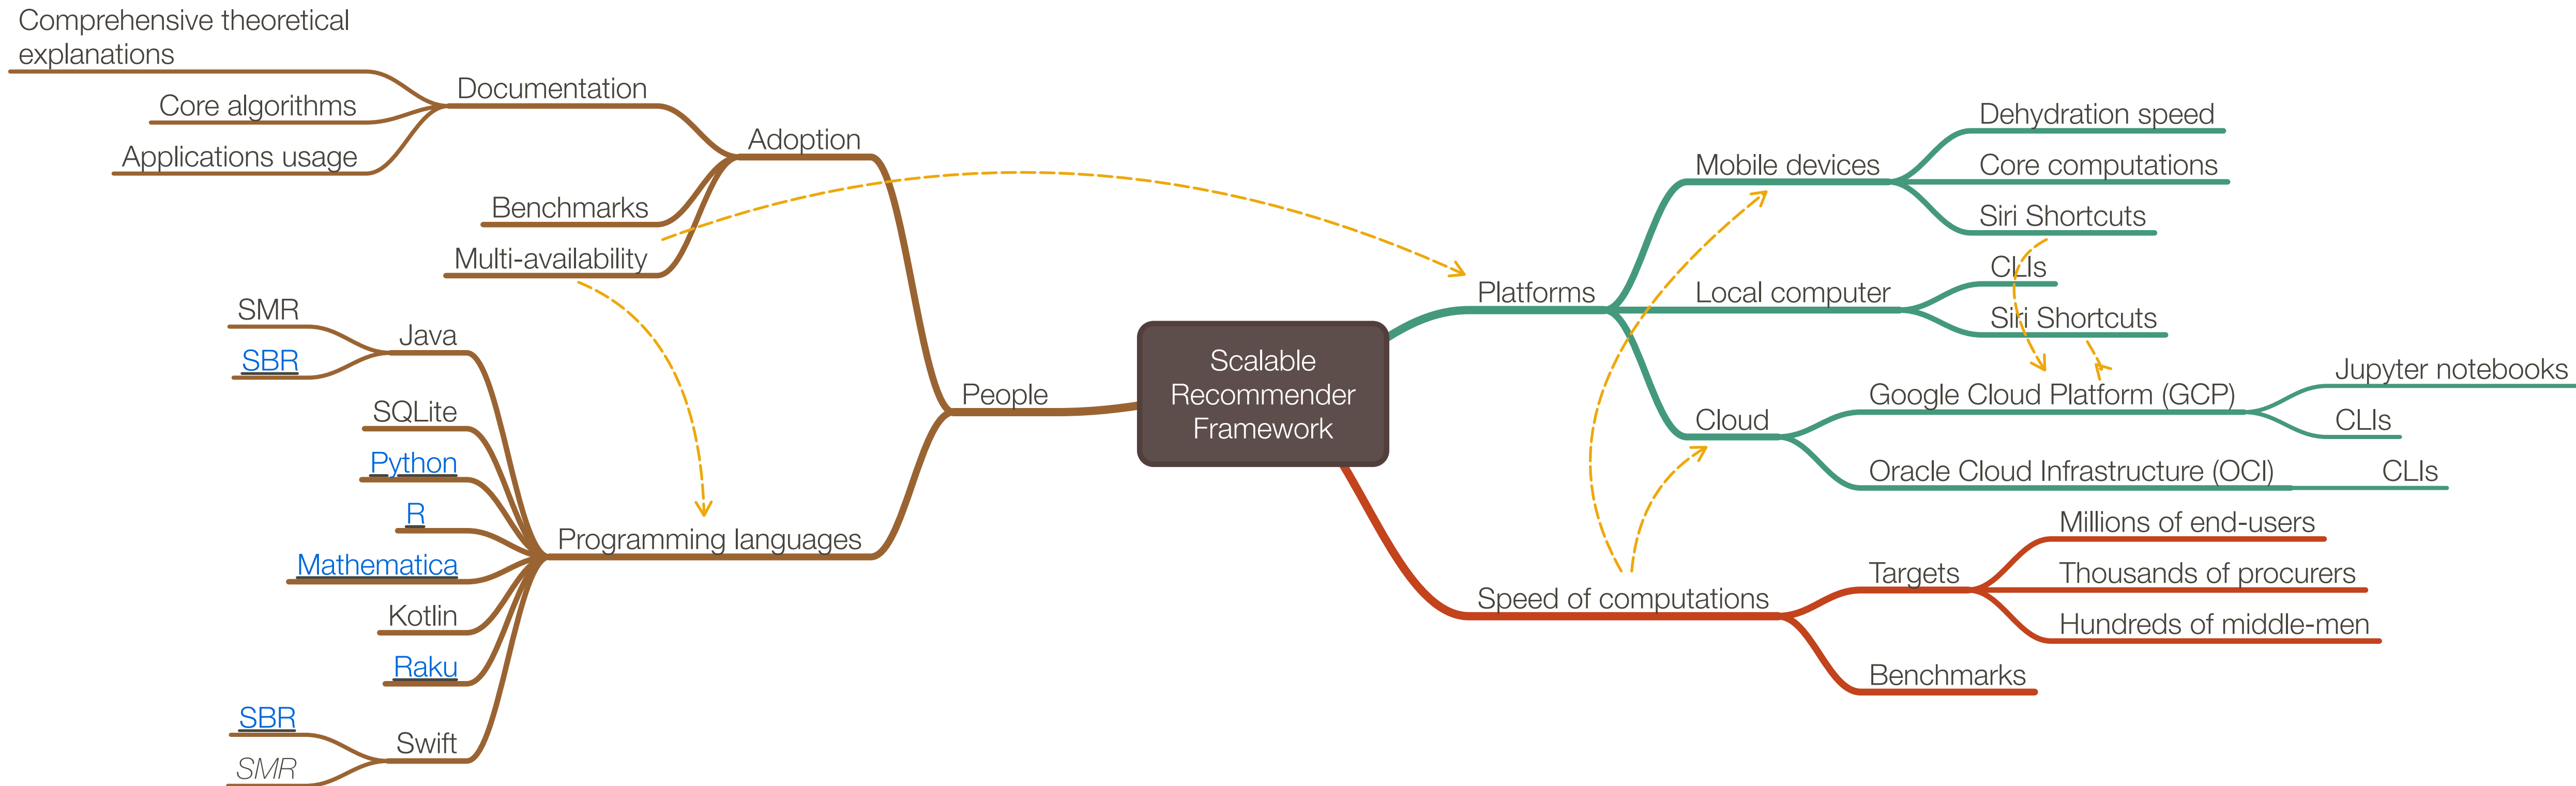 Comprehensive theoretical
explanations
Core algorithms
Applications usage
Documentation
Benchmarks
Multi-availability
Adoption
SMR
SBR
Java
SQLite
Python
R
Mathematica
Kotlin
Raku
SBR
SMR
Swift
Programming languages
People
Scalable
Recommender
Framework
Platforms
Mobile devices
Dehydration speed
Core computations
Siri Shortcuts
Local computer
CLIs
Siri Shortcuts
Cloud
Google Cloud Platform (GCP)
Jupyter notebooks
CLIs
Oracle Cloud Infrastructure (OCI)
CLIs
Speed of computations
Targets
Millions of end-users
Thousands of procurers
Hundreds of middle-men
Benchmarks